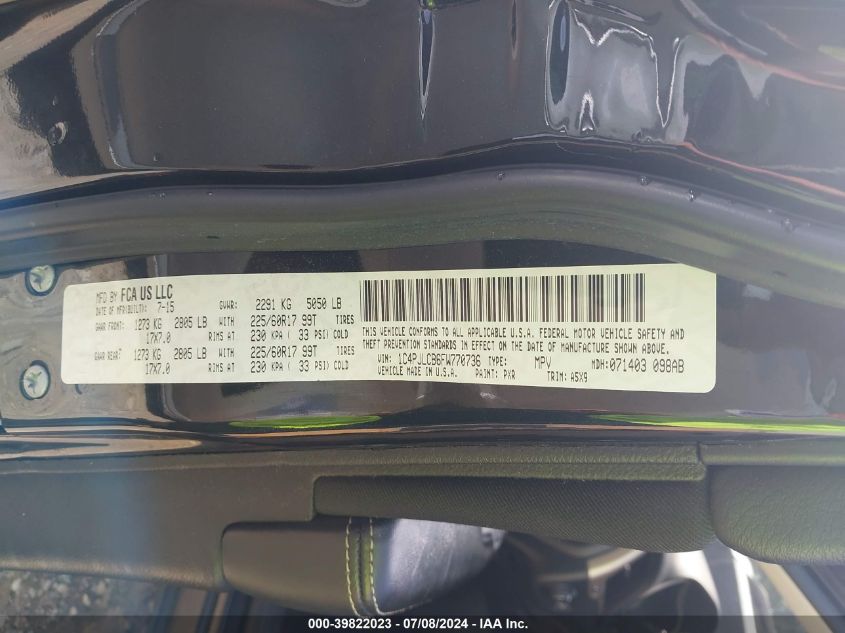 MFD BY FCA US LLC
DATE OF MFR(BUILT): 7-15 GVWR: 2291 KG 5050 LB
GAWR FRONT: 1273 KG 2805 LB WITH 225/60R17 99T TIRES
17X7.0 RIMS AT 230 KPA ( 33 PSI) COLD
GAWR REAR: 1273 KG 2805 LB WITH 225/60R17 99T TIRES
17X7.0 RIMS AT 230 KPA ( 33 PSI) COLD
THIS VEHICLE CONFORMS TO ALL APPLICABLE U.S.A. FEDERAL MOTOR VEHICLE SAFETY AND
THEFT PREVENTION STANDARDS IN EFFECT ON THE DATE OF MANUFACTURE SHOWN ABOVE.
VIN: 1C4PJLCB6FW770736 TYPE: MPV MDH:071403 098AB
VEHICLE MADE IN U.S.A. PAINT: PXR TRIM: A5X9
000-39822023 - 07/08/2024 - IAA Inc.